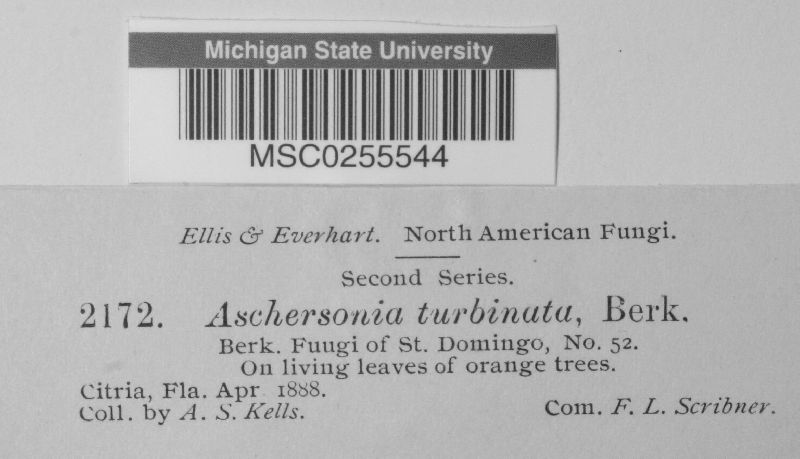 Michigan State University
MSC0255544
Ellis & Everhart. North American Fungi.
Second Series.
2172. Aschersonia turbinata, Berk.
Berk. Fungi of St. Domingo, No. 52.
On living leaves of orange trees.
Citria, Fla. Apr 1888.
Coll. by A. S. Kells. Com. F. L. Scribner.